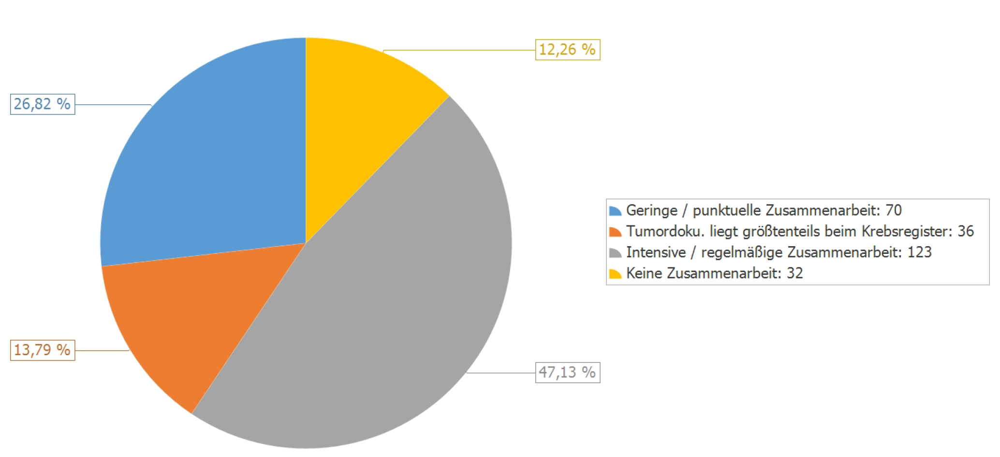 12,26 %
26,82 %
13,79 %
47,13 %
Geringe / punktuelle Zusammenarbeit: 70
Tumordoku. liegt größtenteils beim Krebsregister: 36
Intensive / regelmäßige Zusammenarbeit: 123
Keine Zusammenarbeit: 32